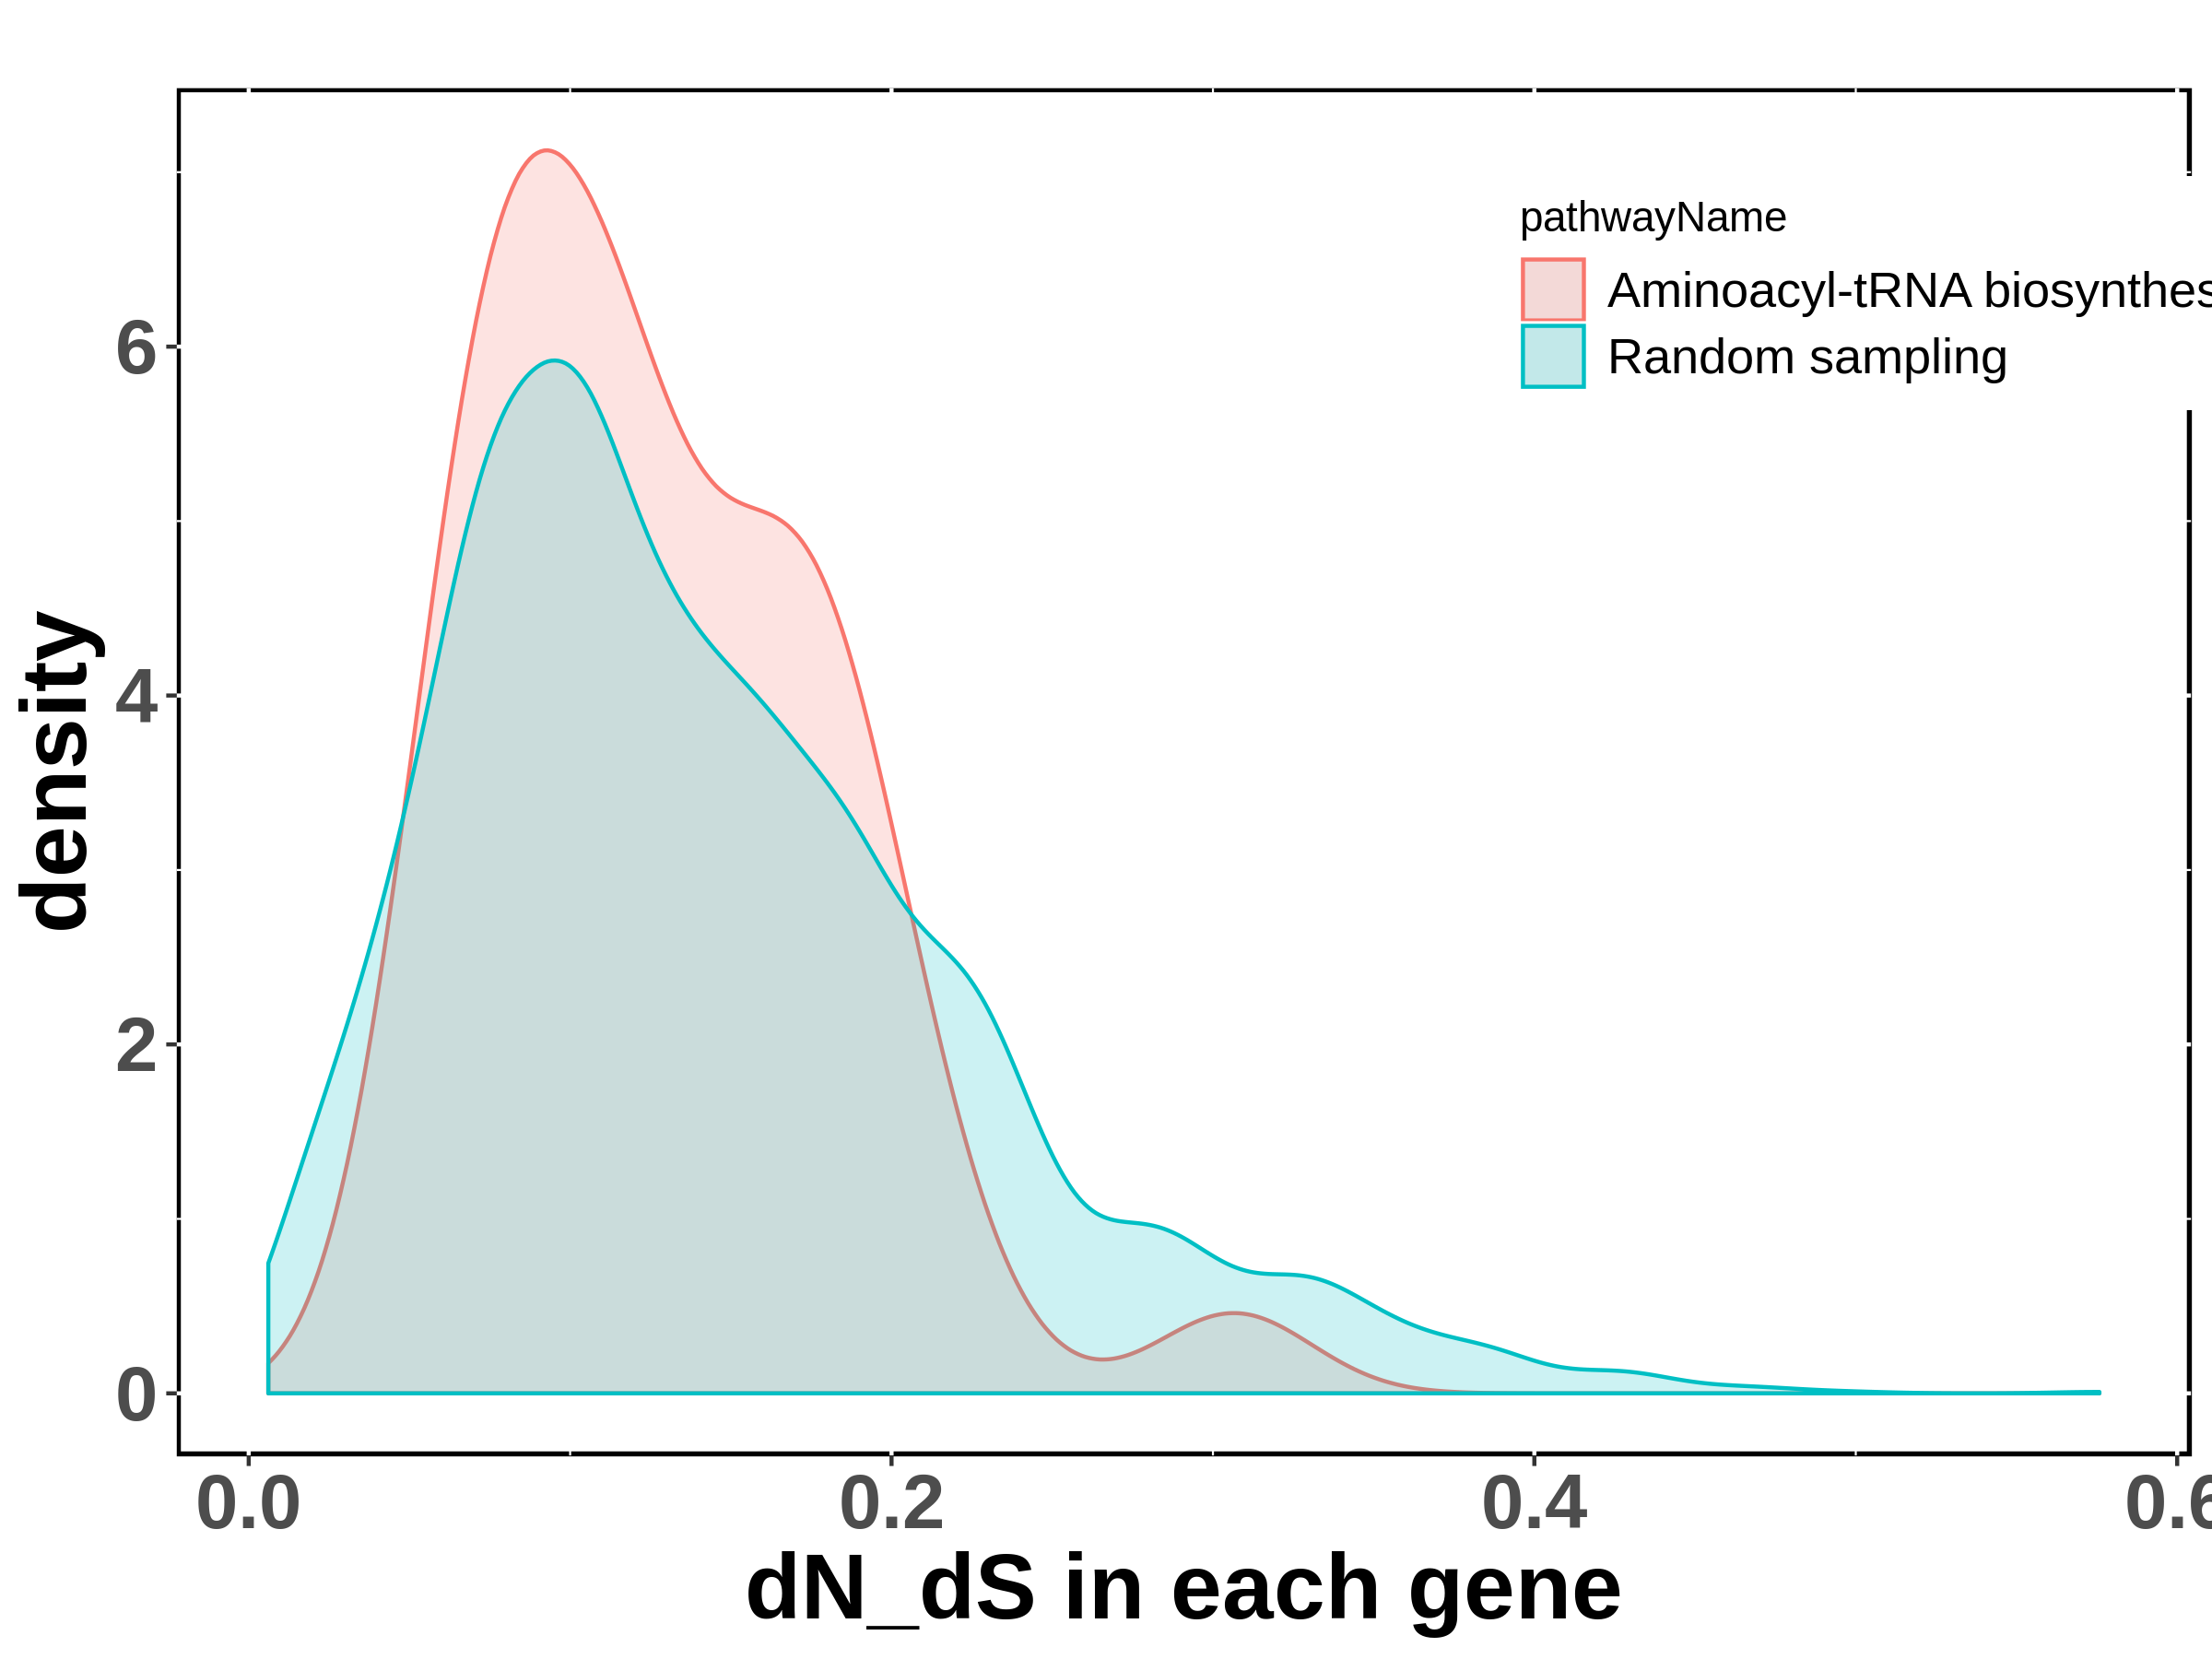 pathwayName
Aminoacyl-tRNA biosynthes
Random sampling
density
6
4
2
0
0.0 0.2 0.4 0.6
dN_dS in each gene